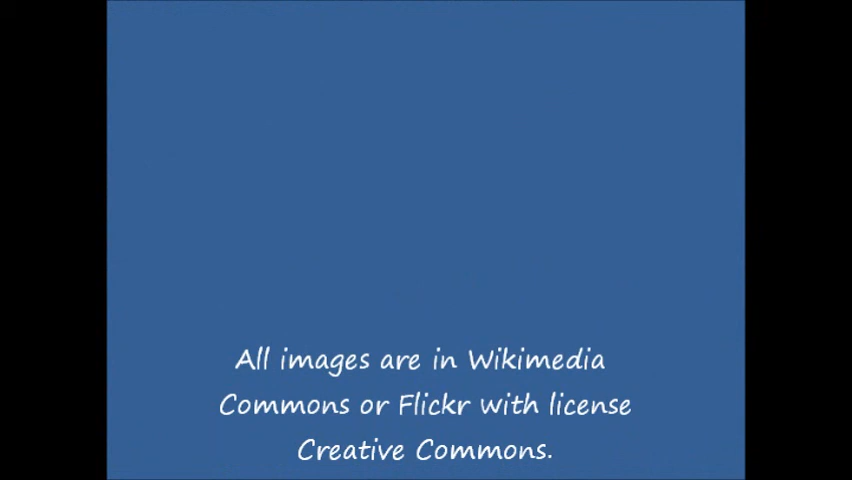 All images are in Wikimedia
Commons or Flickr with license
Creative Commons.